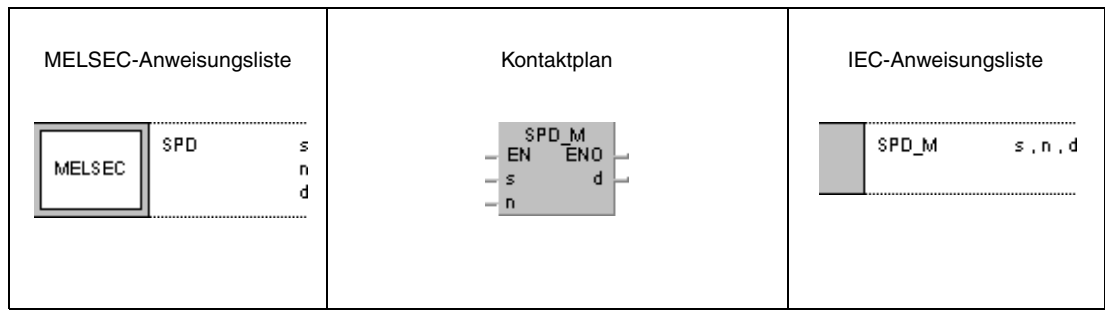 MELSEC-Anweisungsliste
MELSEC
SPD s
n
d
Kontaktplan
SPD_M
EN ENO
s d
n
IEC-Anweisungsliste
SPD_M s , n , d